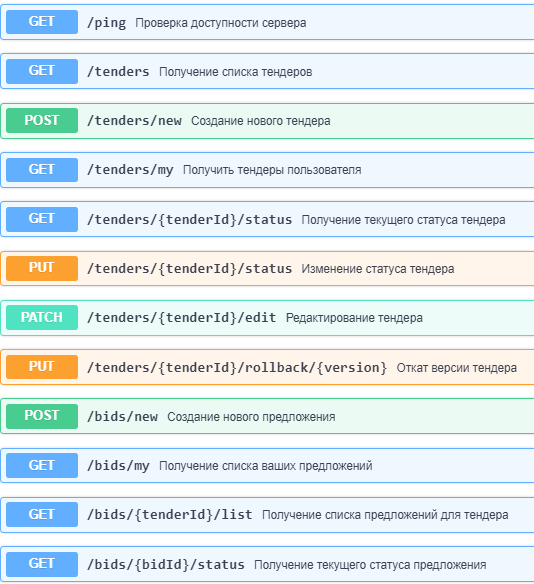 GET /ping Проверка доступности сервера
GET /tenders Получение списка тендеров
POST /tenders/new Создание нового тендера
GET /tenders/my Получить тендеры пользователя
GET /tenders/{tenderId}/status Получение текущего статуса тендера
PUT /tenders/{tenderId}/status Изменение статуса тендера
PATCH /tenders/{tenderId}/edit Редактирование тендера
PUT /tenders/{tenderId}/rollback/{version} Откат версии тендера
POST /bids/new Создание нового предложения
GET /bids/my Получение списка ваших предложений
GET /bids/{tenderId}/list Получение списка предложений для тендера
GET /bids/{bidId}/status Получение текущего статуса предложения